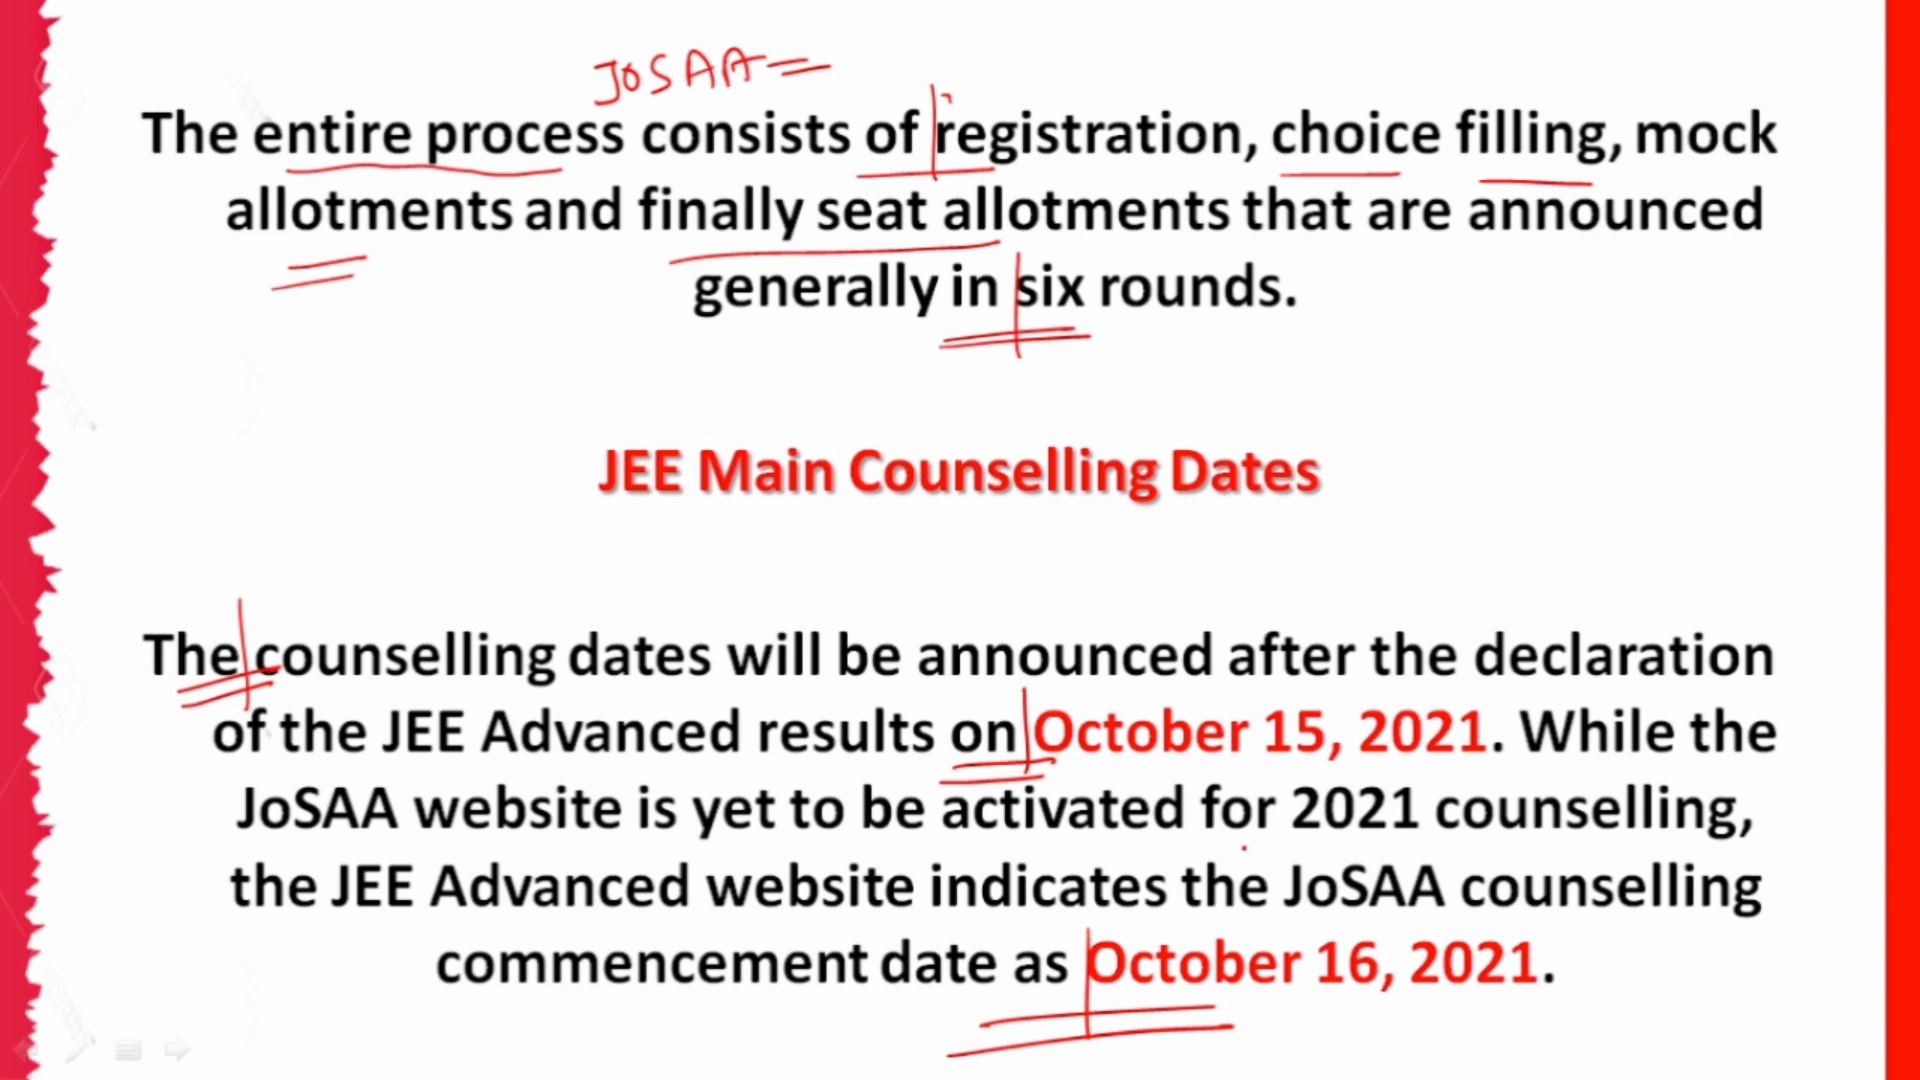 JOSAA
The entire process consists of registration, choice filling, mock
allotments and finally seat allotments that are announced
generally in six rounds.
JEE Main Counselling Dates
The counselling dates will be announced after the declaration
of the JEE Advanced results on October 15, 2021. While the
JoSAA website is yet to be activated for 2021 counselling,
the JEE Advanced website indicates the JoSAA counselling
commencement date as October 16, 2021.